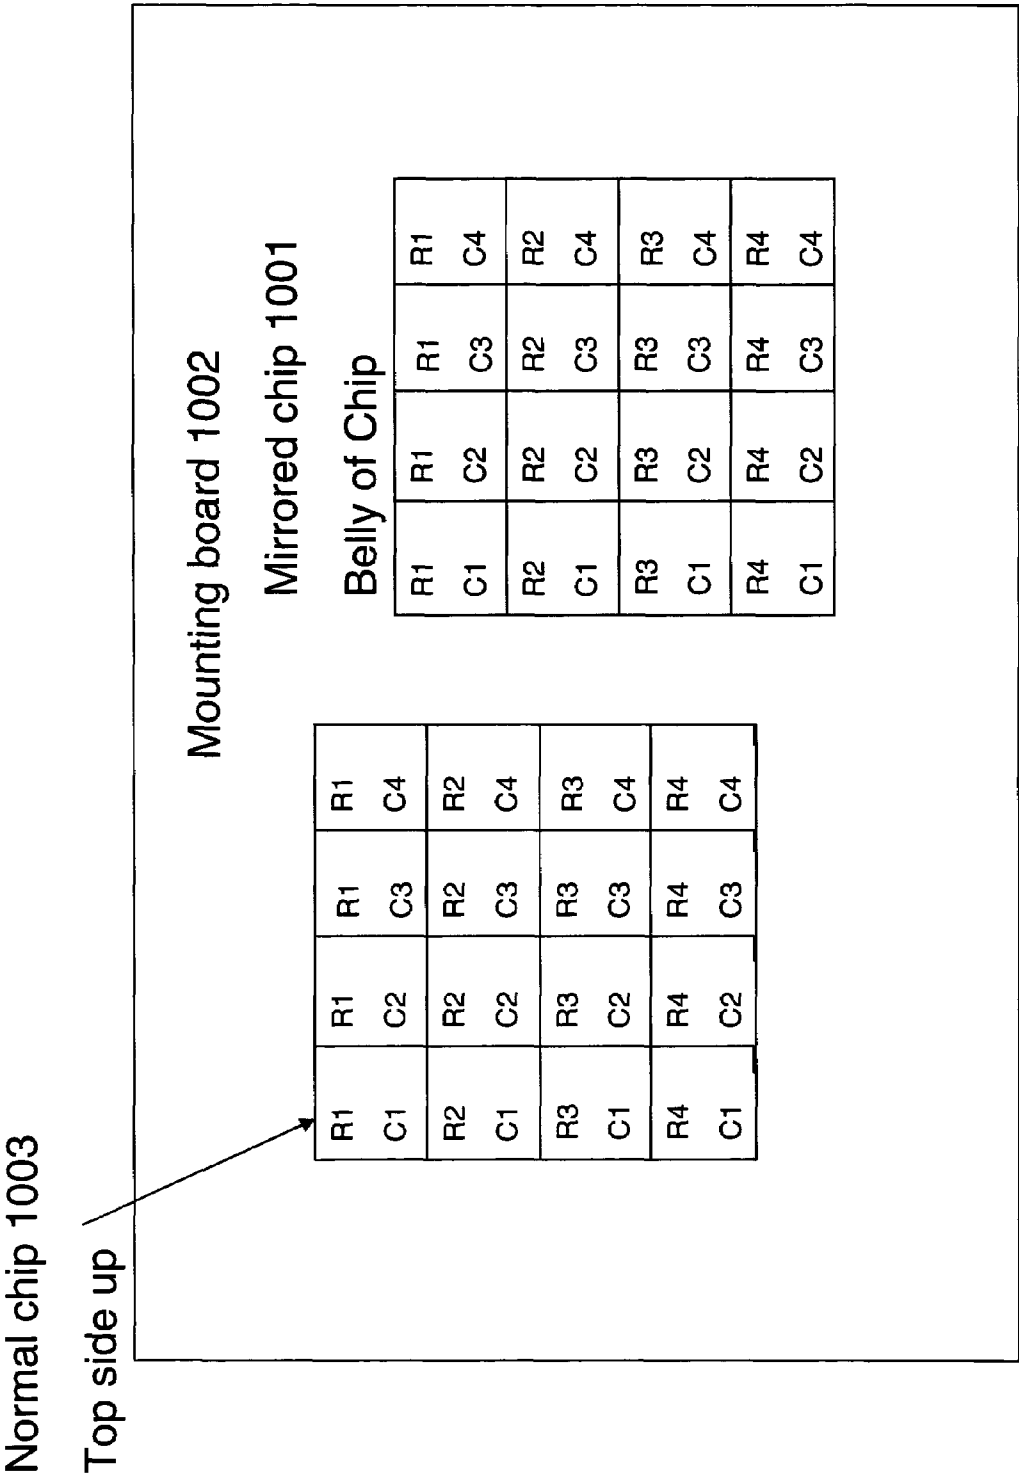 Normal chip 1003
Top side up
Mounting board 1002
Mirrored chip 1001
Belly of Chip
R1 R1 R1 R1
C1 C2 C3 C4
R2 R2 R2 R2
C1 C2 C3 C4
R3 R3 R3 R3
C1 C2 C3 C4
R4 R4 R4 R4
C1 C2 C3 C4
R1 R1 R1 R1
C1 C2 C3 C4
R2 R2 R2 R2
C1 C2 C3 C4
R3 R3 R3 R3
C1 C2 C3 C4
R4 R4 R4 R4
C1 C2 C3 C4